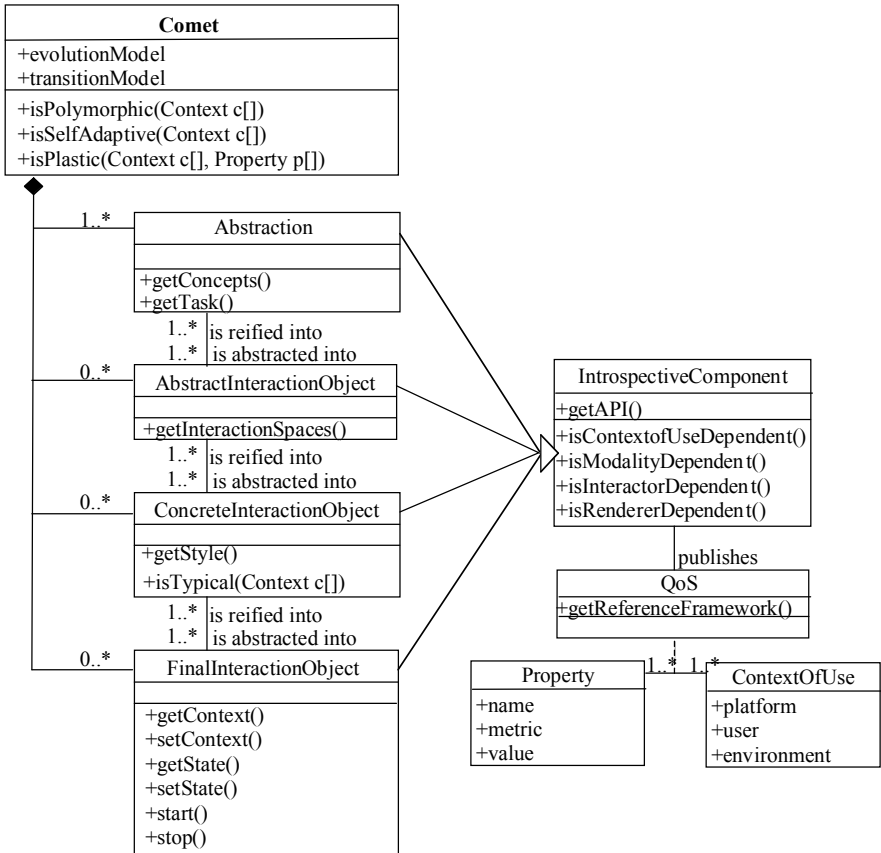 Comet
+evolutionModel
+transitionModel
+isPolymorphic(Context c[])
+isSelfAdaptive(Context c[])
+isPlastic(Context c[], Property p[])
1..*
Abstraction
+getConcepts()
+getTask()
1..* is reified into
1..* is abstracted into
0..*
AbstractInteractionObject
+getInteractionSpaces()
1..* is reified into
1..* is abstracted into
0..*
ConcreteInteractionObject
+getStyle()
+isTypical(Context c[])
1..* is reified into
1..* is abstracted into
0..*
FinalInteractionObject
+getContext()
+setContext()
+getState()
+setState()
+start()
+stop()
IntrospectiveComponent
+getAPI()
+isContextofUseDependent()
+isModalityDependent()
+isInteractorDependent()
+isRendererDependent()
publishes
QoS
+getReferenceFramework()
1..* 1..*
Property
+name
+metric
+value
ContextOfUse
+platform
+user
+environment